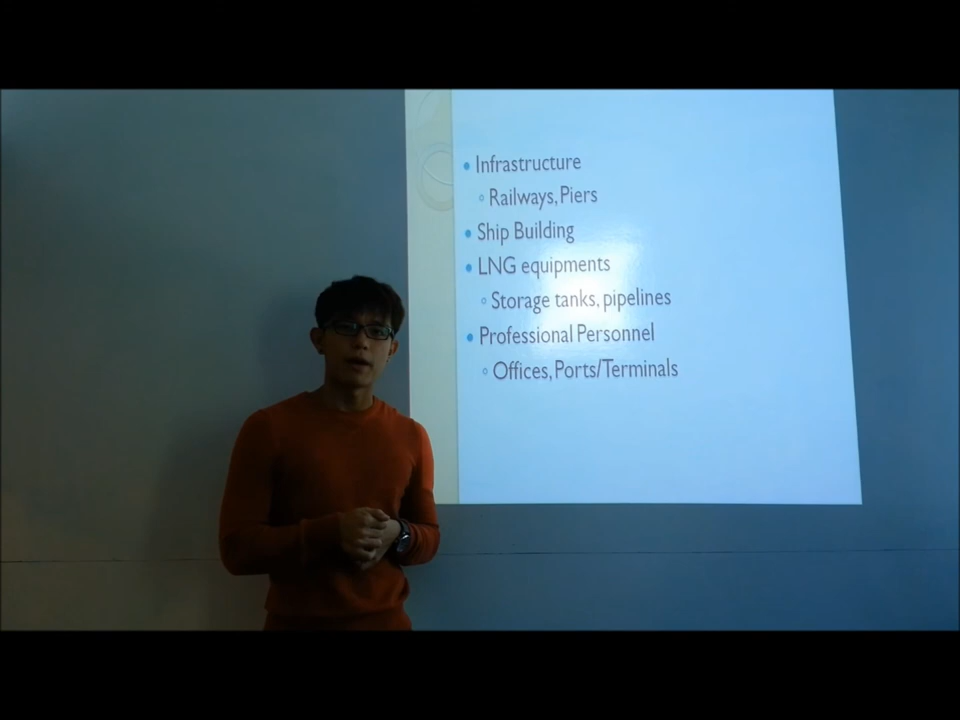 • Infrastructure
◦ Railways, Piers
• Ship Building
• LNG equipments
◦ Storage tanks, pipelines
• Professional Personnel
◦ Offices, Ports/Terminals